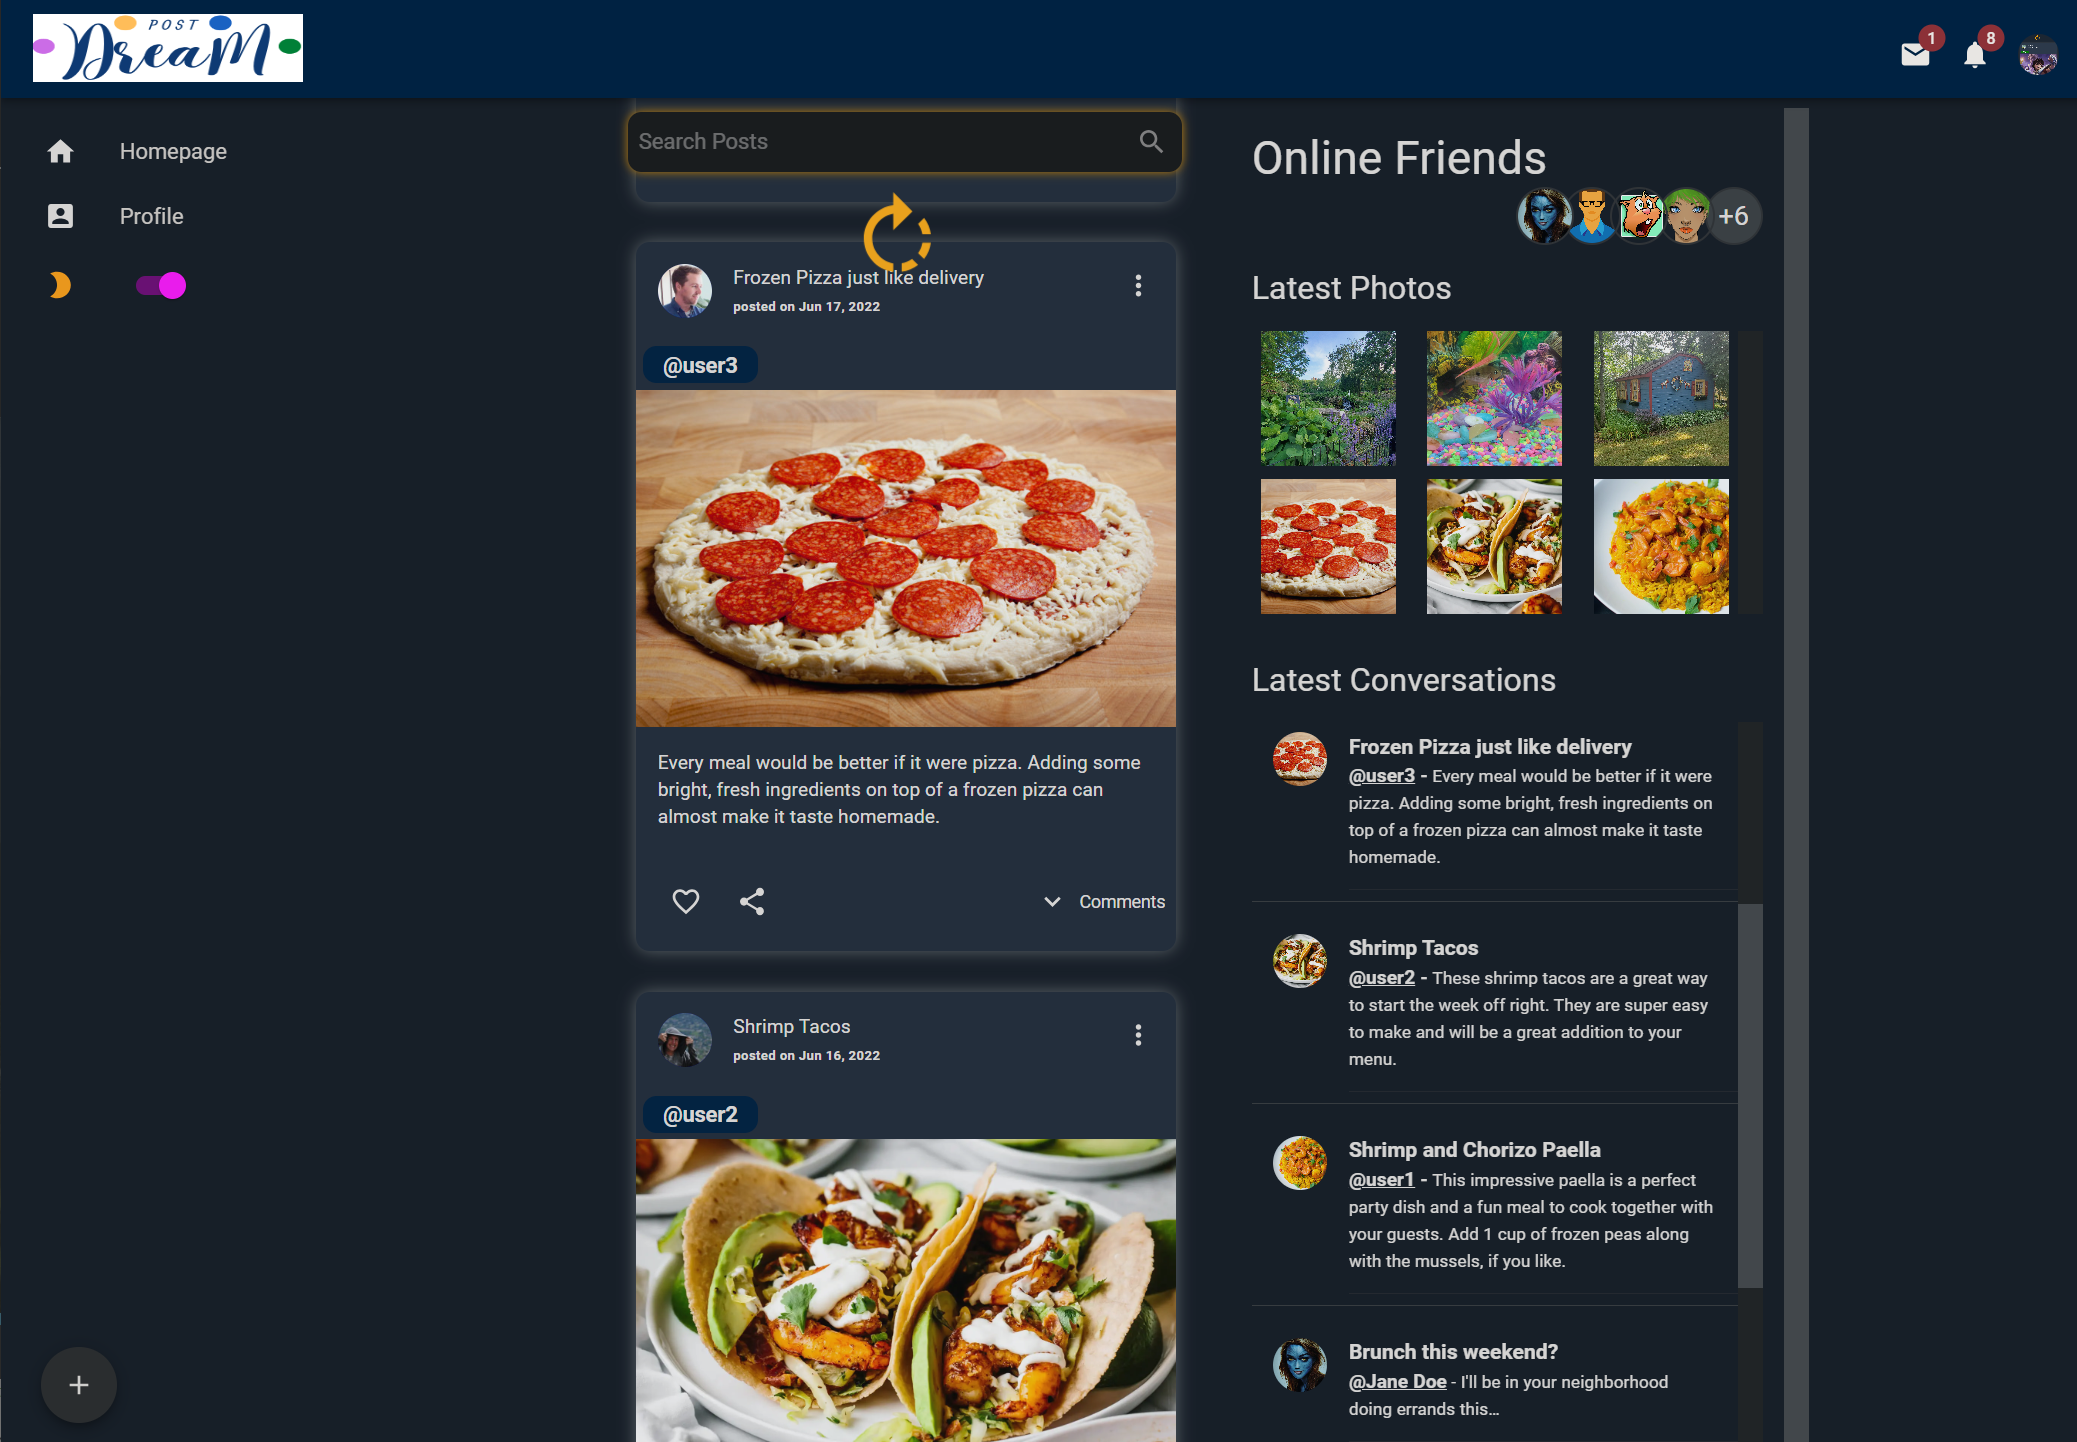 POST
DreaM
1
8
Homepage
Profile
Search Posts
Frozen Pizza just like delivery
posted on Jun 17, 2022
@user3
Every meal would be better if it were pizza. Adding some
bright, fresh ingredients on top of a frozen pizza can
almost make it taste homemade.
Comments
Shrimp Tacos
posted on Jun 16, 2022
@user2
Online Friends
+6
Latest Photos
Latest Conversations
Frozen Pizza just like delivery
@user3 - Every meal would be better if it were
pizza. Adding some bright, fresh ingredients on
top of a frozen pizza can almost make it taste
homemade.
Shrimp Tacos
@user2 - These shrimp tacos are a great way
to start the week off right. They are super easy
to make and will be a great addition to your
menu.
Shrimp and Chorizo Paella
@user1 - This impressive paella is a perfect
party dish and a fun meal to cook together with
your guests. Add 1 cup of frozen peas along
with the mussels, if you like.
Brunch this weekend?
@Jane Doe - I'll be in your neighborhood
doing errands this…